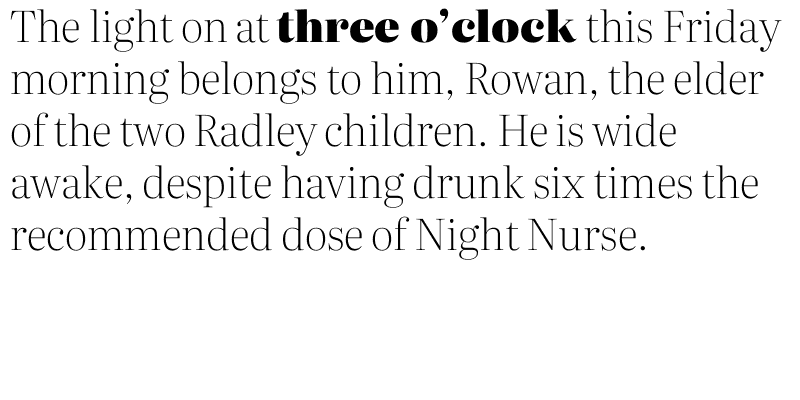 The light on at three o’clock this Friday
morning belongs to him, Rowan, the elder
of the two Radley children. He is wide
awake, despite having drunk six times the
recommended dose of Night Nurse.